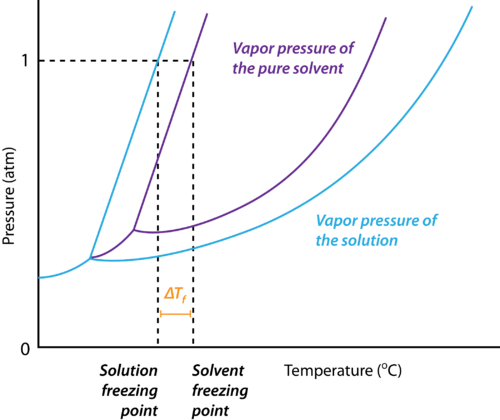 1
Vapor pressure of
the pure solvent
Pressure (atm)
Vapor pressure of
the solution
ΔTf
0
Solution
freezing
point
Solvent
freezing
point
Temperature (°C)